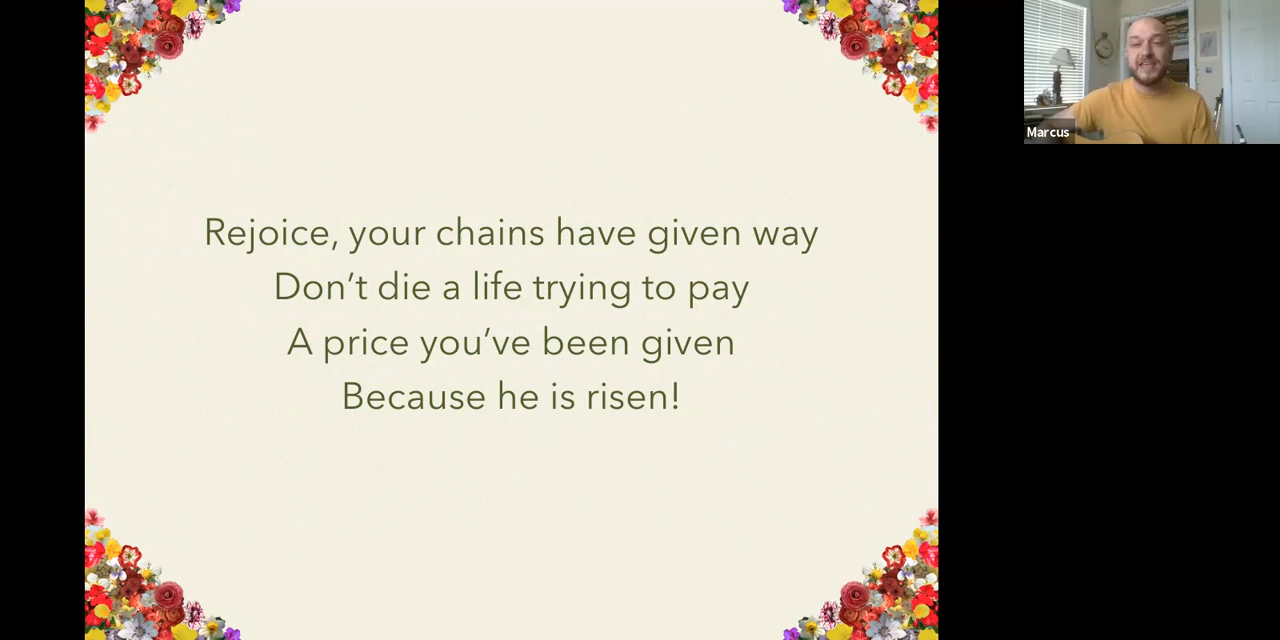 Rejoice, your chains have given way
Don’t die a life trying to pay
A price you’ve been given
Because he is risen!
Marcus